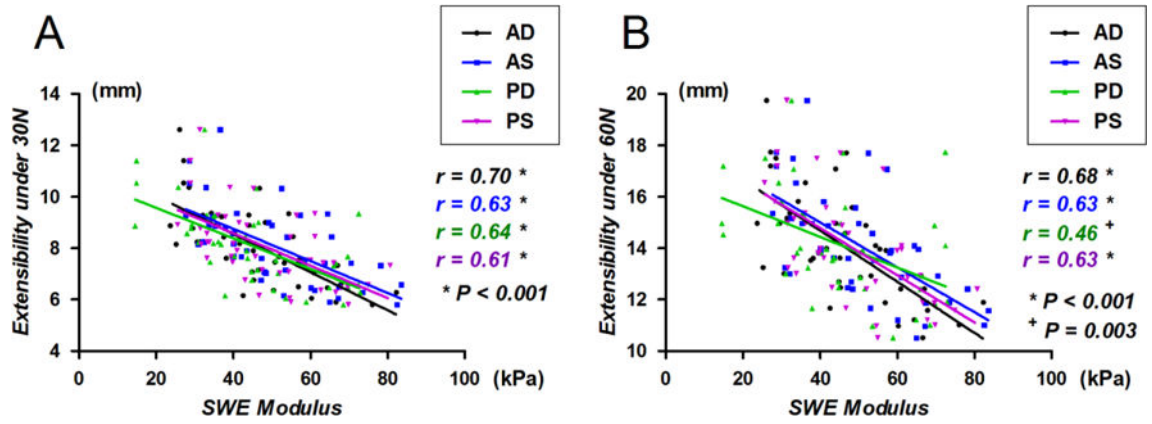 A
AD
AS
PD
PS
(mm)
14
12
10
8
6
4
Extensibility under 30N
r = 0.70 *
r = 0.63 *
r = 0.64 *
r = 0.61 *
* P < 0.001
0
20
40
60
80
100
(kPa)
SWE Modulus
B
AD
AS
PD
PS
(mm)
20
18
16
14
12
10
Extensibility under 60N
r = 0.68 *
r = 0.63 *
r = 0.46 +
r = 0.63 *
* P < 0.001
+ P = 0.003
0
20
40
60
80
100
(kPa)
SWE Modulus